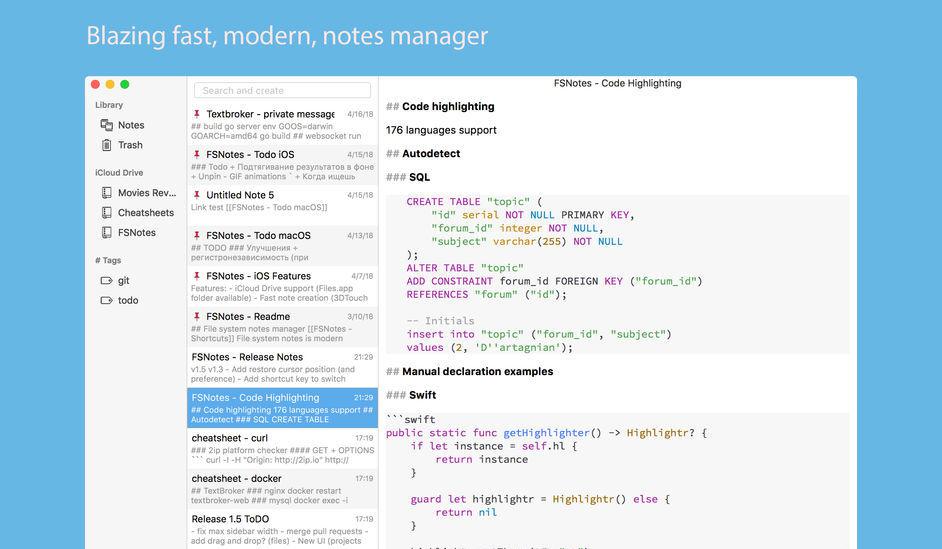 Blazing fast, modern, notes manager
FSNotes - Code Highlighting
Library
Notes
Trash
iCloud Drive
Movies Rev...
Cheatsheets
FSNotes
# Tags
git
todo
Search and create
Textbroker - private message 4/16/18
## build go server env GOOS=darwin
GOARCH=amd64 go build ## websocket run
FSNotes - Todo iOS 4/15/18
### Todo + Подтягивание результатов в фоне
+ Unpin - GIF animations ` + Когда ищешь
Untitled Note 5 4/15/18
Link test [[FSNotes - Todo macOS]]
FSNotes - Todo macOS 4/13/18
## TODO ### Улучшения +
регистронезависимость (при
FSNotes - iOS Features 4/7/18
Features: - iCloud Drive support (Files.app
folder available) - Fast note creation (3DTouch
FSNotes - Readme 3/10/18
## File system notes manager [[FSNotes -
Shortcuts]] File system notes is modern
FSNotes - Release Notes 21:29
v1.5 v1.3 - Add restore cursor position (and
preference) - Add shortcut key to switch
FSNotes - Code Highlighting 21:29
## Code highlighting 176 languages support ##
Autodetect ### SQL CREATE TABLE
cheatsheet - curl 17:19
### 2ip platform checker #### GET + OPTIONS
``` curl -I -H "Origin: http://2ip.io" http://
cheatsheet - docker 17:19
## TextBroker ### nginx docker restart
textbroker-web ### mysql docker exec -i
Release 1.5 ToDO 17:19
- fix max sidebar width - merge pull requests -
add drag and drop? (files) - New UI (projects
## Code highlighting
176 languages support
## Autodetect
### SQL
CREATE TABLE "topic" (
"id" serial NOT NULL PRIMARY KEY,
"forum_id" integer NOT NULL,
"subject" varchar(255) NOT NULL
);
ALTER TABLE "topic"
ADD CONSTRAINT forum_id FOREIGN KEY ("forum_id")
REFERENCES "forum" ("id");
-- Initials
insert into "topic" ("forum_id", "subject")
values (2, 'D''artagnian');
## Manual declaration examples
### Swift
```swift
public static func getHighlighter() -> Highlightr? {
if let instance = self.hl {
return instance
}
guard let highlightr = Highlightr() else {
return nil
}